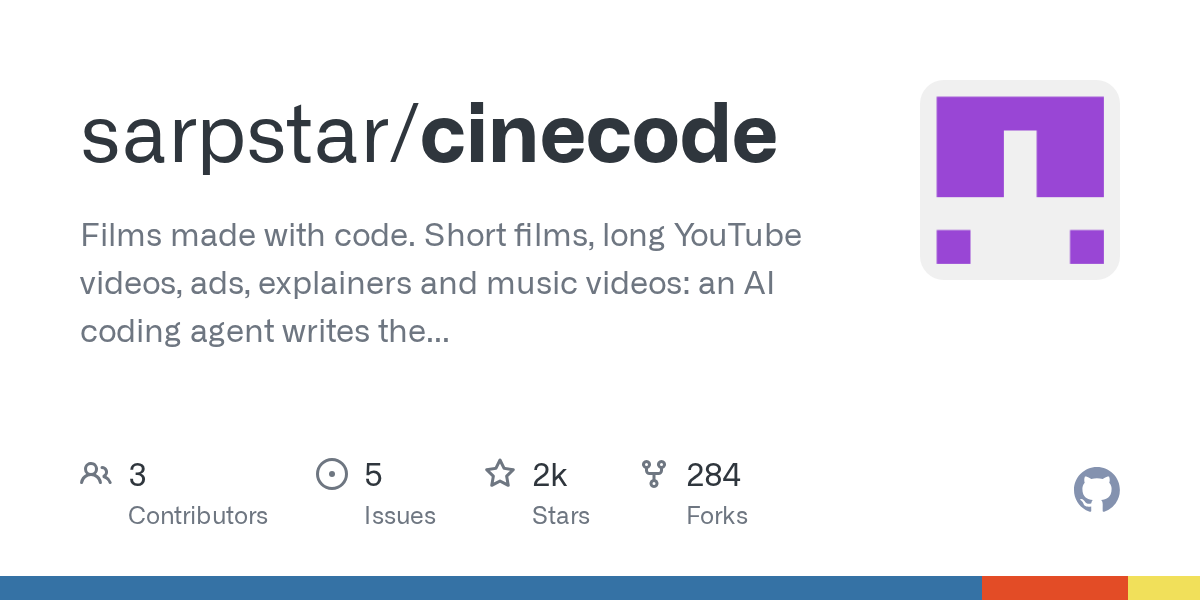 sarpstar/cinecode
Films made with code. Short films, long YouTube
videos, ads, explainers and music videos: an AI
coding agent writes the...
3
Contributors
5
Issues
2k
Stars
284
Forks